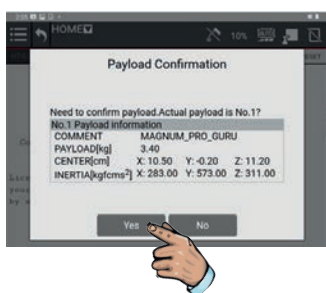 HOME
10%
Payload Confirmation
Need to confirm payload.Actual payload is No.1?
No.1 Payload information
COMMENT MAGNUM_PRO_GURU
PAYLOAD[kg] 3.40
CENTER[cm] X: 10.50 Y: -0.20 Z: 11.20
INERTIA[kgfcms²] X: 283.00 Y: 573.00 Z: 311.00
Yes No